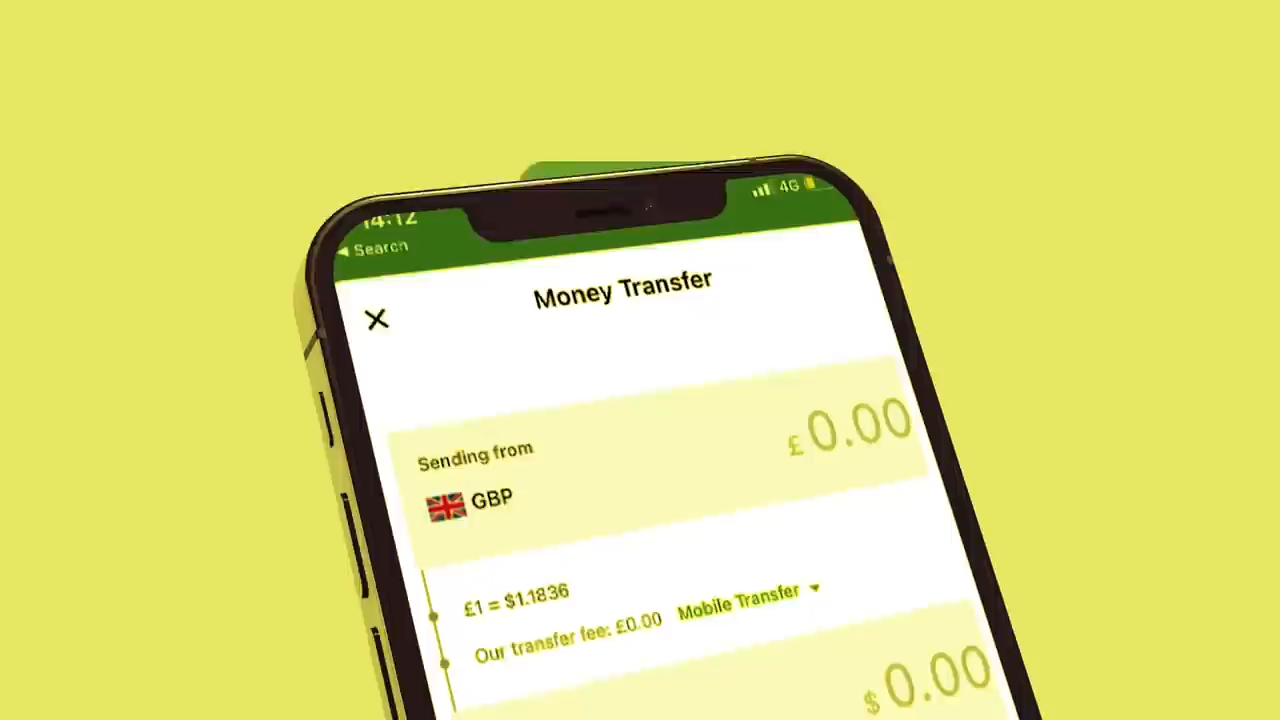 14:12
4G
◀ Search
Money Transfer
Sending from
£ 0.00
GBP
£1 = $1.1836
Our transfer fee: £0.00 Mobile Transfer
$ 0.00